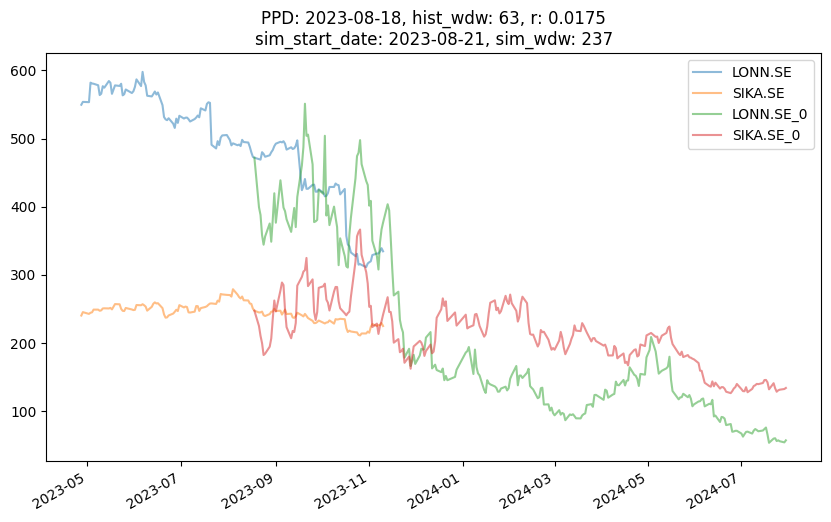 PPD: 2023-08-18, hist_wdw: 63, r: 0.0175
sim_start_date: 2023-08-21, sim_wdw: 237
600
500
400
300
200
100
LONN.SE
SIKA.SE
LONN.SE_0
SIKA.SE_0
2023-05
2023-07
2023-09
2023-11
2024-01
2024-03
2024-05
2024-07